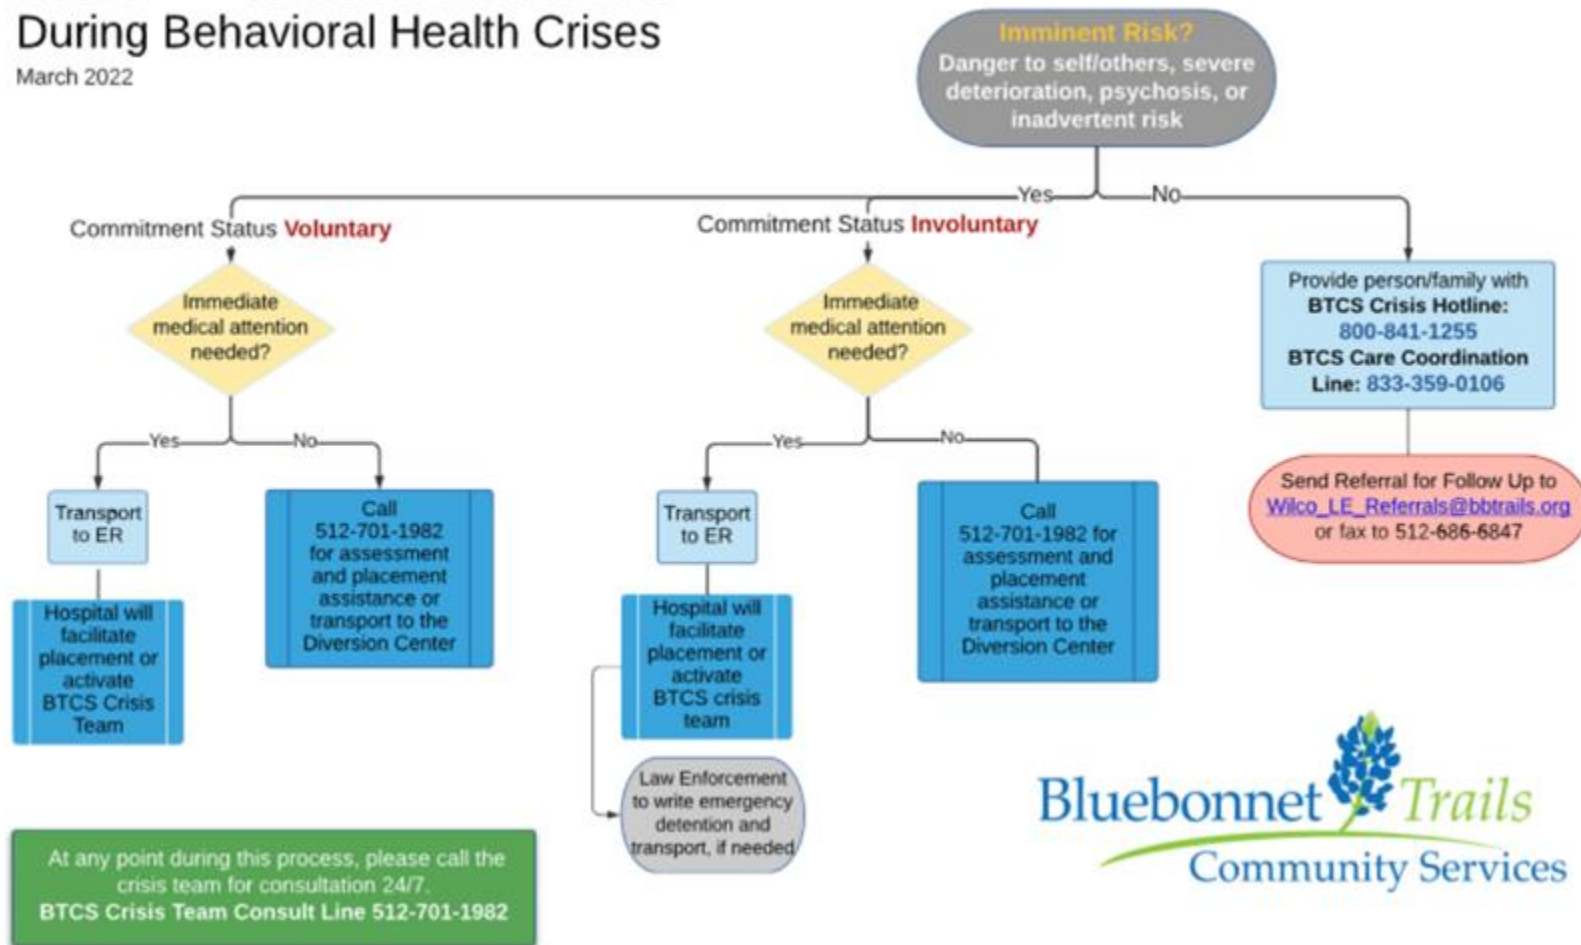 During Behavioral Health Crises
March 2022
Imminent Risk?
Danger to self/others, severe
deterioration, psychosis, or
inadvertent risk
Yes
No
Commitment Status Voluntary
Commitment Status Involuntary
Immediate
medical attention
needed?
Immediate
medical attention
needed?
Provide person/family with
BTCS Crisis Hotline:
800-841-1255
BTCS Care Coordination
Line: 833-359-0106
Yes
No
Yes
No
Transport
to ER
Call
512-701-1982
for assessment
and placement
assistance or
transport to the
Diversion Center
Transport
to ER
Call
512-701-1982 for
assessment and
placement
assistance or
transport to the
Diversion Center
Send Referral for Follow Up to
Wilco_LE_Referrals@bbtrails.org
or fax to 512-686-6847
Hospital will
facilitate
placement or
activate
BTCS Crisis
Team
Hospital will
facilitate
placement or
activate
BTCS crisis
team
Law Enforcement
to write emergency
detention and
transport, if needed
At any point during this process, please call the
crisis team for consultation 24/7.
BTCS Crisis Team Consult Line 512-701-1982
Bluebonnet Trails
Community Services